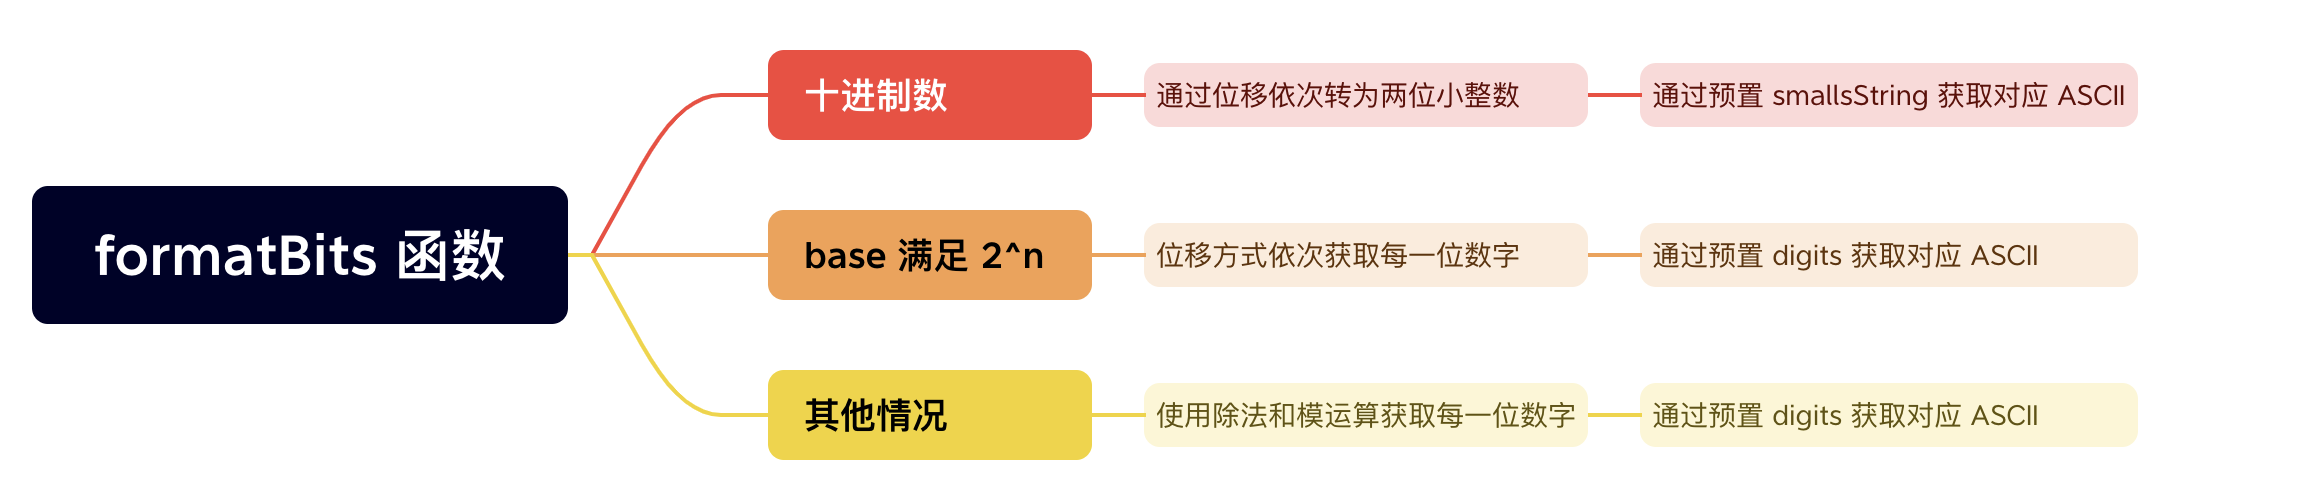 formatBits 函数
十进制数
通过位移依次转为两位小整数
通过预置 smallsString 获取对应 ASCII
base 满足 2^n
位移方式依次获取每一位数字
通过预置 digits 获取对应 ASCII
其他情况
使用除法和模运算获取每一位数字
通过预置 digits 获取对应 ASCII